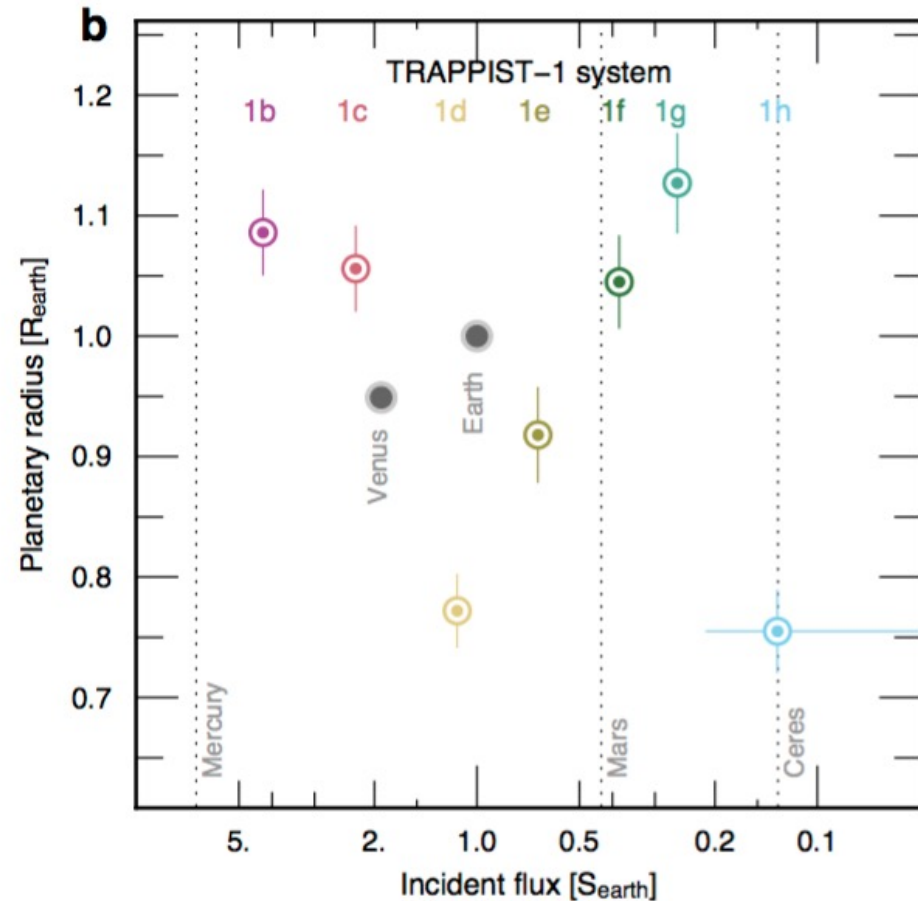 b
TRAPPIST−1 system
1b 1c 1d 1e 1f 1g 1h
1.2
1.1
1.0
0.9
0.8
0.7
Planetary radius [Rearth]
Venus
Earth
Mercury
Mars
Ceres
5. 2. 1.0 0.5 0.2 0.1
Incident flux [Searth]